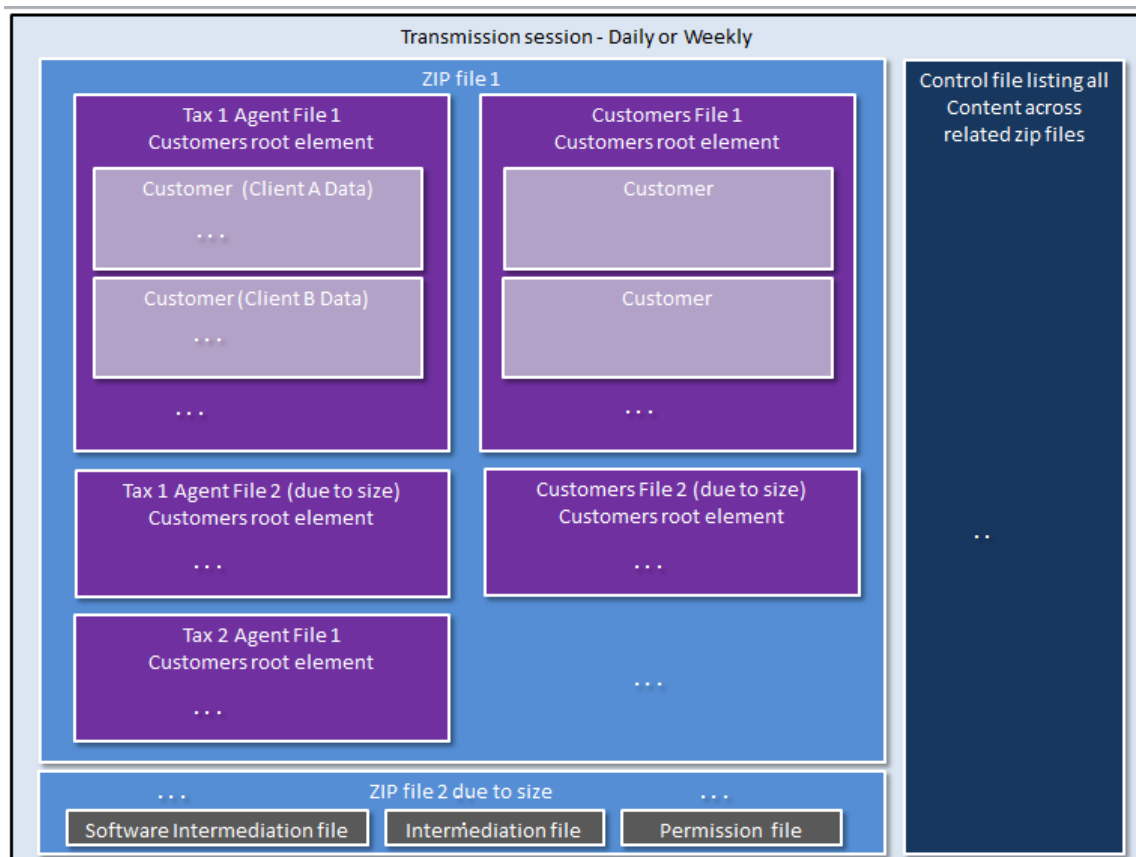 Transmission session - Daily or Weekly
ZIP file 1
Tax 1 Agent File 1
Customers root element
Customer (Client A Data)
. . .
Customer (Client B Data)
. . .
. . .
Customers File 1
Customers root element
Customer
Customer
. . .
Tax 1 Agent File 2 (due to size)
Customers root element
. . .
Customers File 2 (due to size)
Customers root element
. . .
Tax 2 Agent File 1
Customers root element
. . .
. . .
. . .
ZIP file 2 due to size
. . .
Software Intermediation file
Intermediation file
Permission file
Control file listing all
Content across
related zip files
. .